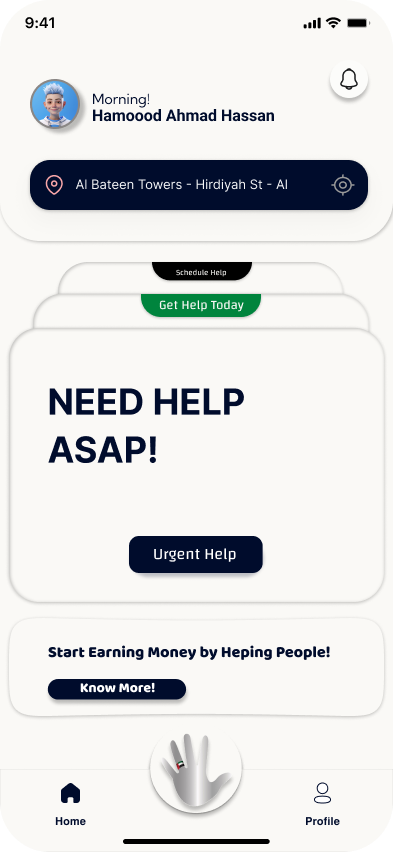 9:41
Morning!
Hamoood Ahmad Hassan
Al Bateen Towers - Hirdiyah St - Al
Schedule Help
Get Help Today
NEED HELP
ASAP!
Urgent Help
Start Earning Money by Heping People!
Know More!
Home
Profile